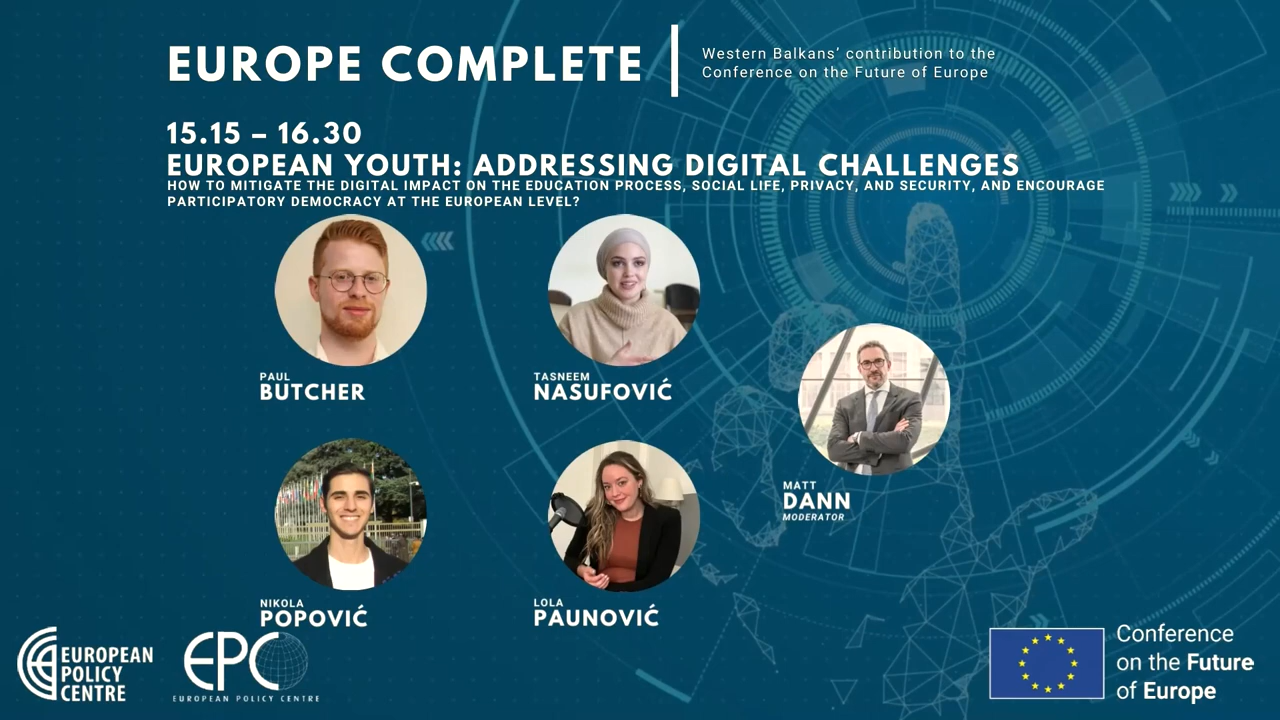 EUROPE COMPLETE
Western Balkans' contribution to the
Conference on the Future of Europe
15.15 – 16.30
EUROPEAN YOUTH: ADDRESSING DIGITAL CHALLENGES
HOW TO MITIGATE THE DIGITAL IMPACT ON THE EDUCATION PROCESS, SOCIAL LIFE, PRIVACY, AND SECURITY, AND ENCOURAGE
PARTICIPATORY DEMOCRACY AT THE EUROPEAN LEVEL?
PAUL
BUTCHER
TASNEEM
NASUFOVIĆ
MATT
DANN
MODERATOR
NIKOLA
POPOVIĆ
LOLA
PAUNOVIĆ
EUROPEAN
POLICY
CENTRE
EPC
EUROPEAN POLICY CENTRE
Conference
on the Future
of Europe